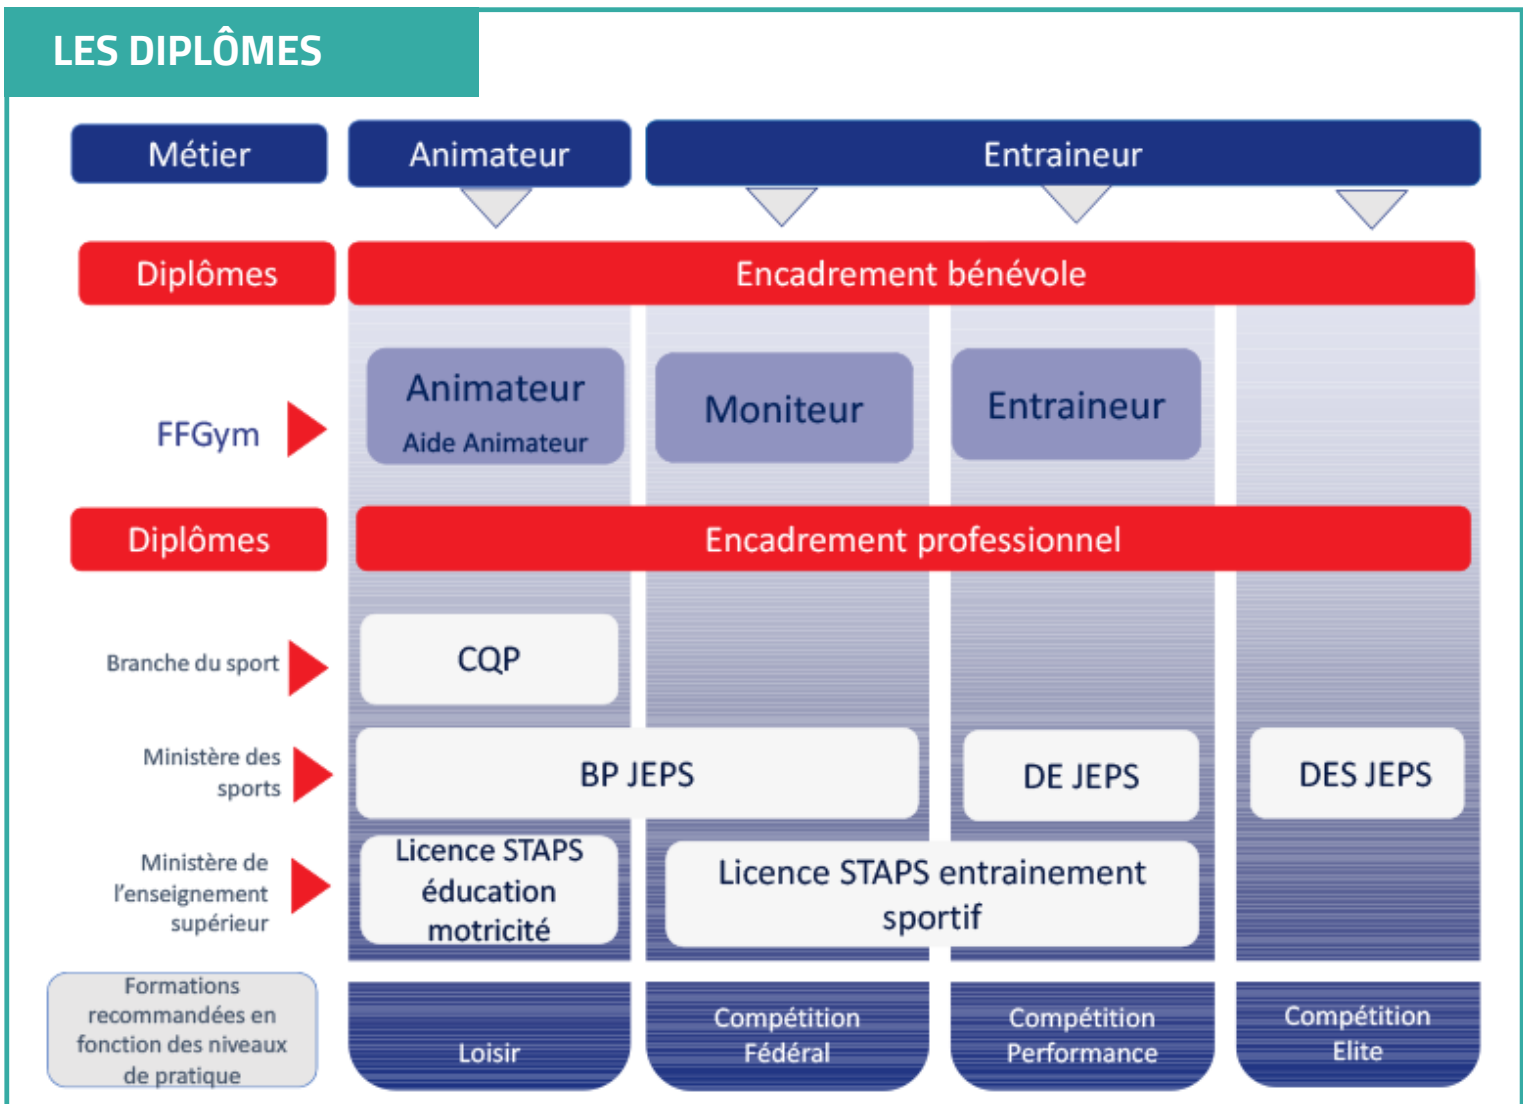 LES DIPLÔMES
Métier
Animateur
Entraineur
Diplômes
Encadrement bénévole
FFGym
Animateur
Aide Animateur
Moniteur
Entraineur
Diplômes
Encadrement professionnel
Branche du sport
CQP
Ministère des
sports
BP JEPS
DE JEPS
DES JEPS
Ministère de
l'enseignement
supérieur
Licence STAPS
éducation
motricité
Licence STAPS entrainement
sportif
Formations
recommandées en
fonction des niveaux
de pratique
Loisir
Compétition
Fédéral
Compétition
Performance
Compétition
Elite